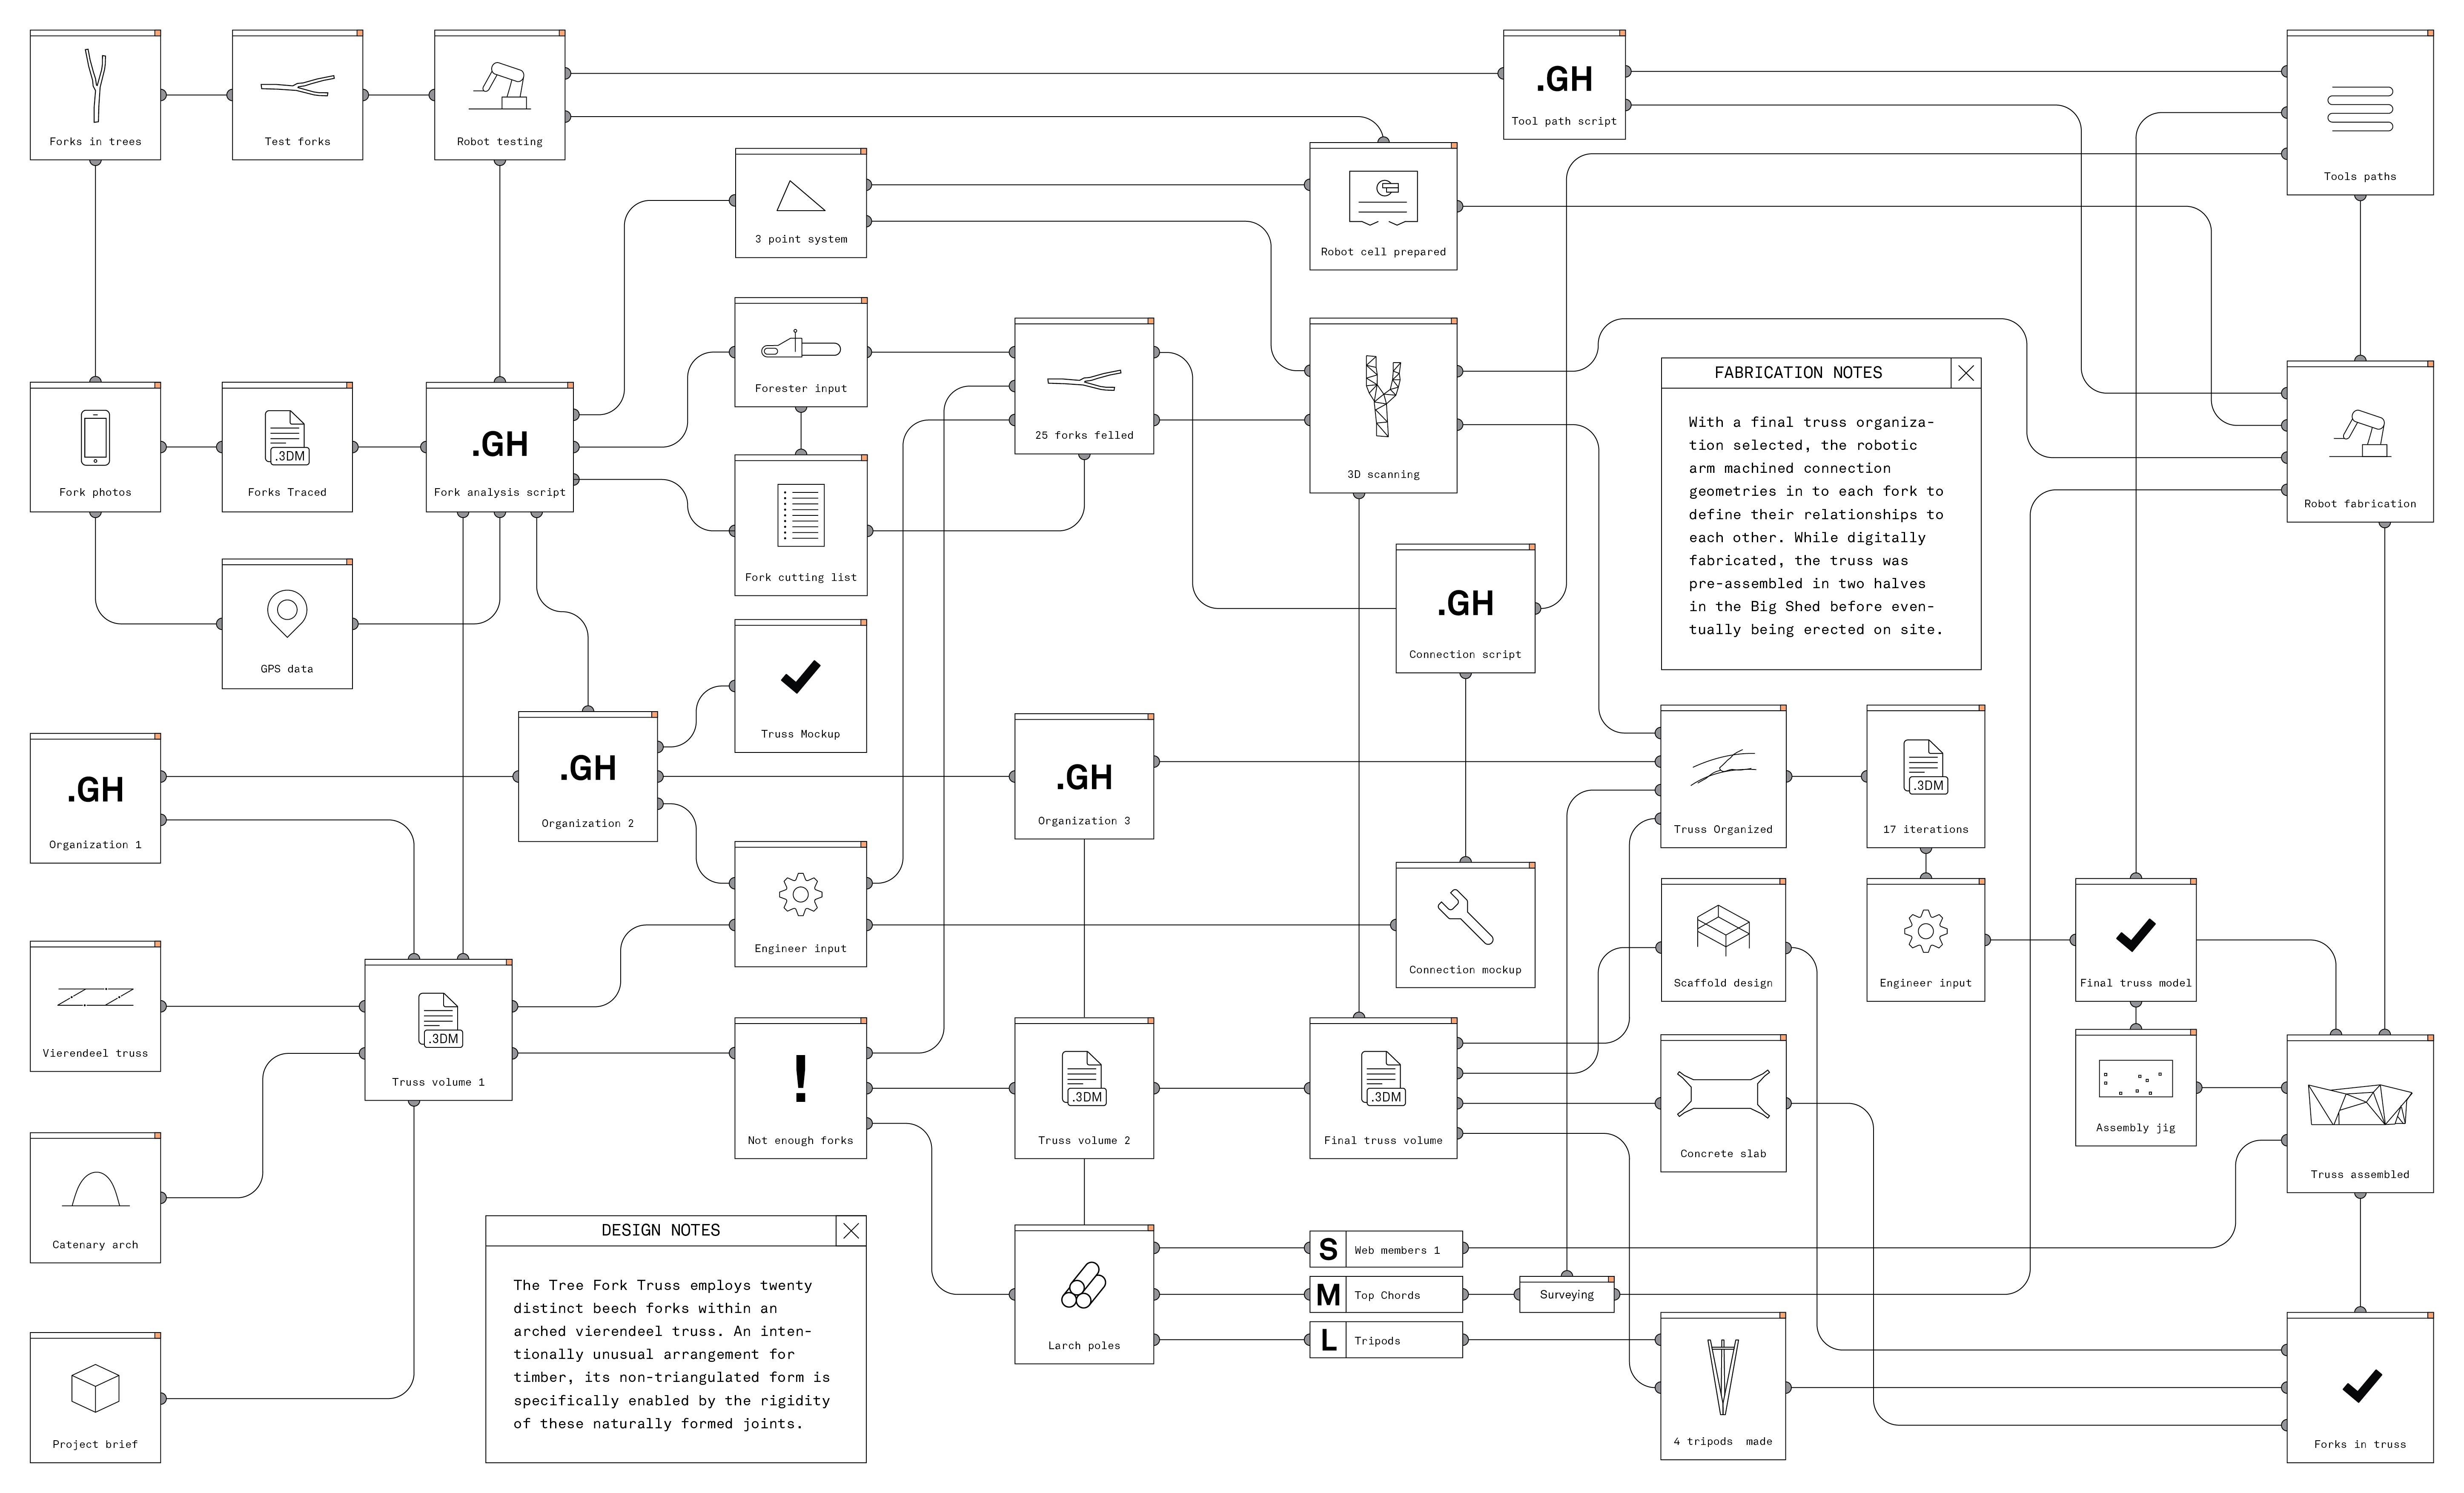 Forks in trees
Test forks
Robot testing
.GH
Tool path script
Tools paths
3 point system
Robot cell prepared
Forester input
25 forks felled
3D scanning
FABRICATION NOTES
With a final truss organiza-
tion selected, the robotic
arm machined connection
geometries in to each fork to
define their relationships to
each other. While digitally
fabricated, the truss was
pre-assembled in two halves
in the Big Shed before even-
tually being erected on site.
Robot fabrication
Fork photos
.3DM
Forks Traced
.GH
Fork analysis script
Fork cutting list
.GH
Connection script
GPS data
Truss Mockup
.GH
Organization 1
.GH
Organization 2
.GH
Organization 3
Truss Organized
.3DM
17 iterations
Engineer input
Connection mockup
Scaffold design
Engineer input
Final truss model
Vierendeel truss
.3DM
Truss volume 1
!
Not enough forks
.3DM
Truss volume 2
.3DM
Final truss volume
Concrete slab
Assembly jig
Truss assembled
Catenary arch
DESIGN NOTES
The Tree Fork Truss employs twenty
distinct beech forks within an
arched vierendeel truss. An inten-
tionally unusual arrangement for
timber, its non-triangulated form is
specifically enabled by the rigidity
of these naturally formed joints.
Larch poles
S Web members 1
M Top Chords
Surveying
L Tripods
4 tripods made
Forks in truss
Project brief